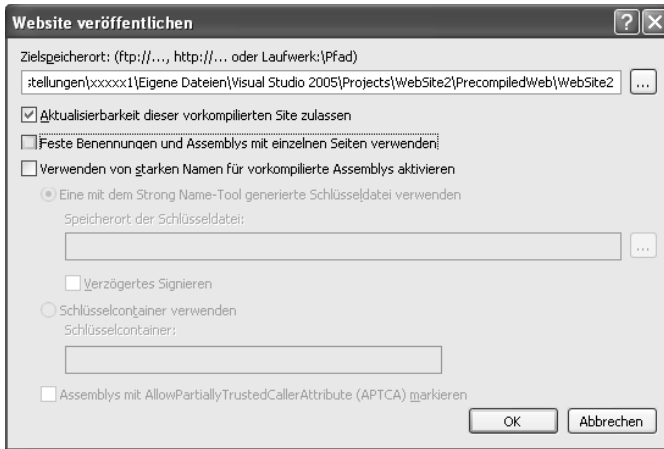 Website veröffentlichen
Zielspeicherort: (ftp://..., http://... oder Laufwerk:\Pfad)
stellungen\xxxxx1\Eigene Dateien\Visual Studio 2005\Projects\WebSite2\PrecompiledWeb\WebSite2 ...
Aktualisierbarkeit dieser vorkompilierten Site zulassen
Feste Benennungen und Assemblys mit einzelnen Seiten verwenden
Verwenden von starken Namen für vorkompilierte Assemblys aktivieren
Eine mit dem Strong Name-Tool generierte Schlüsseldatei verwenden
Speicherort der Schlüsseldatei:
...
Verzögertes Signieren
Schlüsselcontainer verwenden
Schlüsselcontainer:
Assemblys mit AllowPartiallyTrustedCallerAttribute (APTCA) markieren
OK Abbrechen